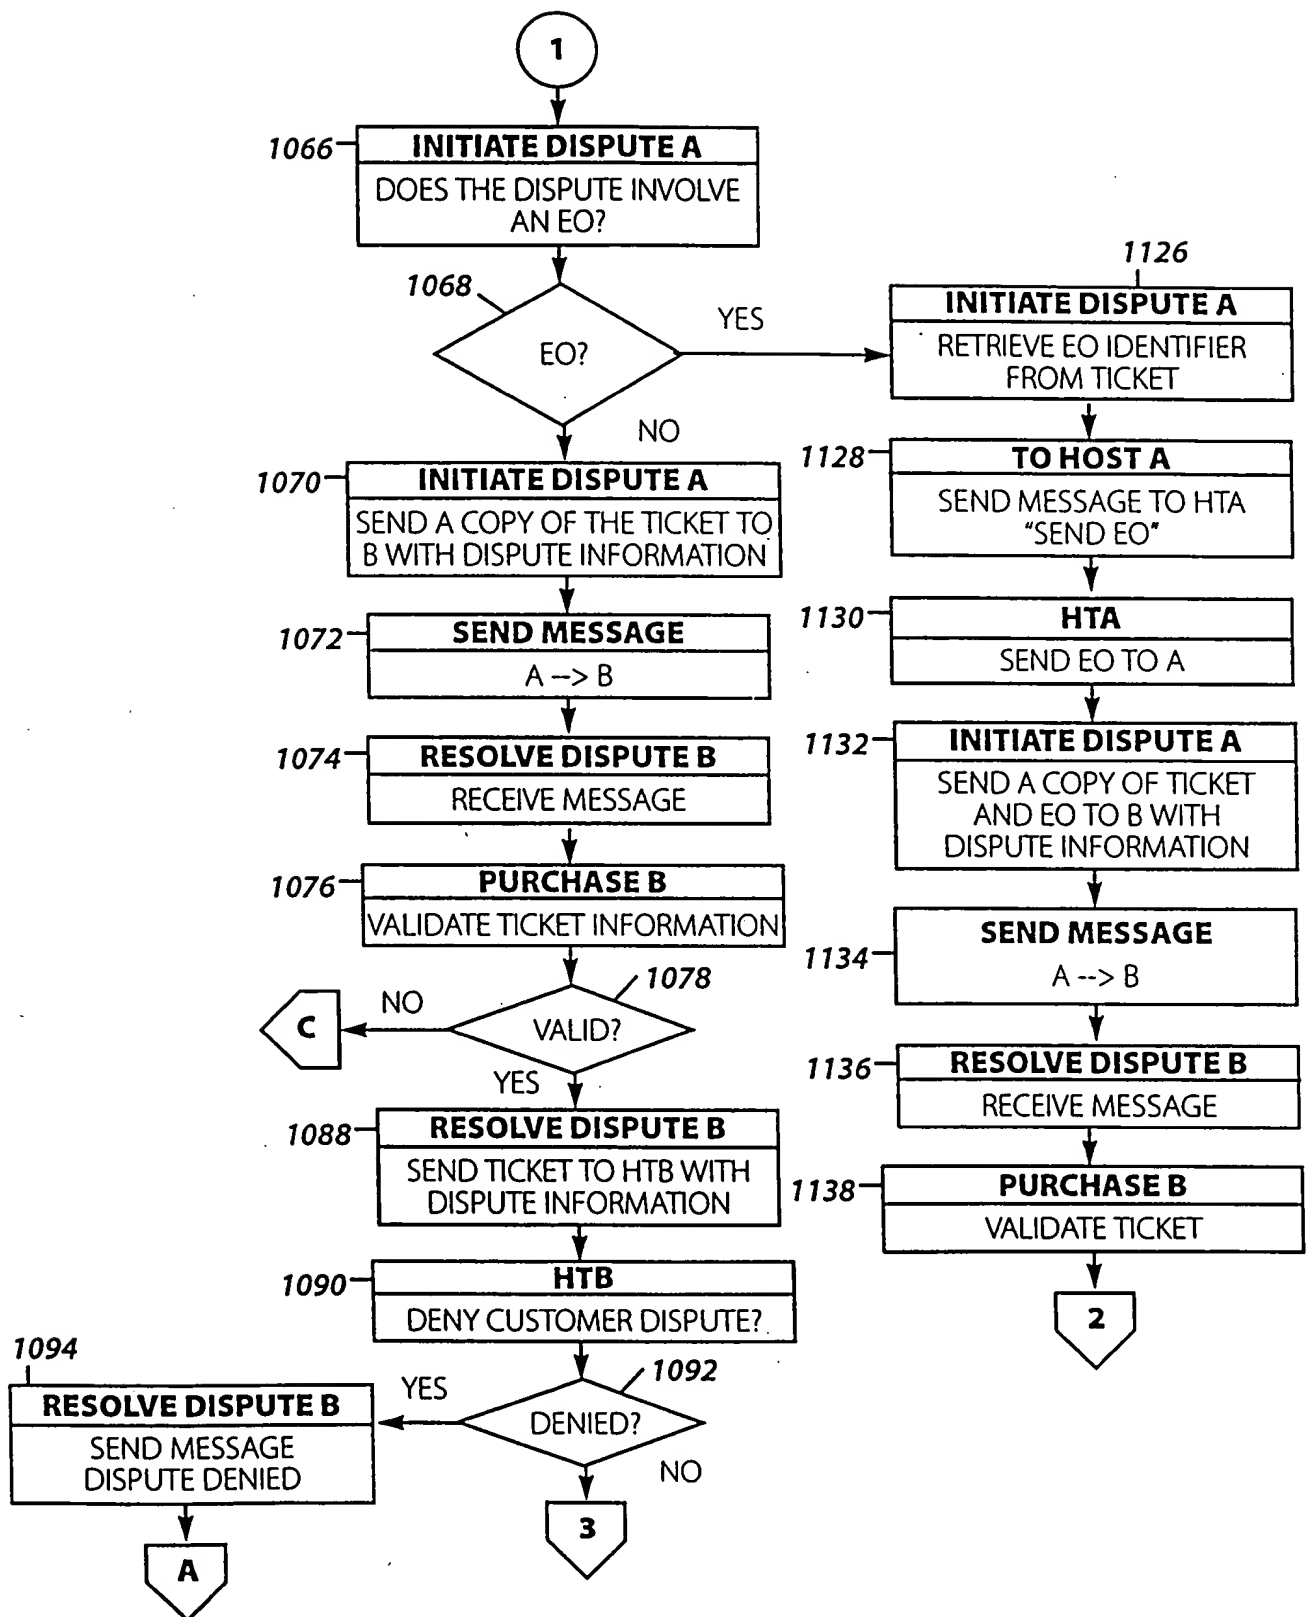 1
1066
INITIATE DISPUTE A
DOES THE DISPUTE INVOLVE
AN EO?
1068
EO?
YES
NO
1070
INITIATE DISPUTE A
SEND A COPY OF THE TICKET TO
B WITH DISPUTE INFORMATION
1072
SEND MESSAGE
A --> B
1074
RESOLVE DISPUTE B
RECEIVE MESSAGE
1076
PURCHASE B
VALIDATE TICKET INFORMATION
1078
VALID?
NO
C
YES
1088
RESOLVE DISPUTE B
SEND TICKET TO HTB WITH
DISPUTE INFORMATION
1090
HTB
DENY CUSTOMER DISPUTE?
1092
DENIED?
YES
NO
3
1094
RESOLVE DISPUTE B
SEND MESSAGE
DISPUTE DENIED
A
1126
INITIATE DISPUTE A
RETRIEVE EO IDENTIFIER
FROM TICKET
1128
TO HOST A
SEND MESSAGE TO HTA
"SEND EO"
1130
HTA
SEND EO TO A
1132
INITIATE DISPUTE A
SEND A COPY OF TICKET
AND EO TO B WITH
DISPUTE INFORMATION
1134
SEND MESSAGE
A --> B
1136
RESOLVE DISPUTE B
RECEIVE MESSAGE
1138
PURCHASE B
VALIDATE TICKET
2